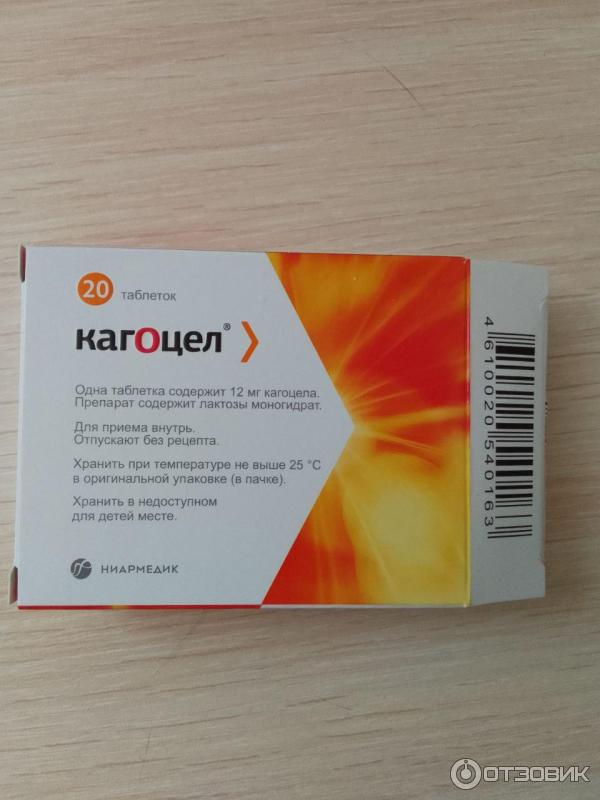 20 таблеток
кагоцел®
Одна таблетка содержит 12 мг кагоцела.
Препарат содержит лактозы моногидрат.
Для приема внутрь.
Отпускают без рецепта.
Хранить при температуре не выше 25 °C
в оригинальной упаковке (в пачке).
Хранить в недоступном
для детей месте.
НИАРМЕДИК
4 610020 540163
ОТЗОВИК